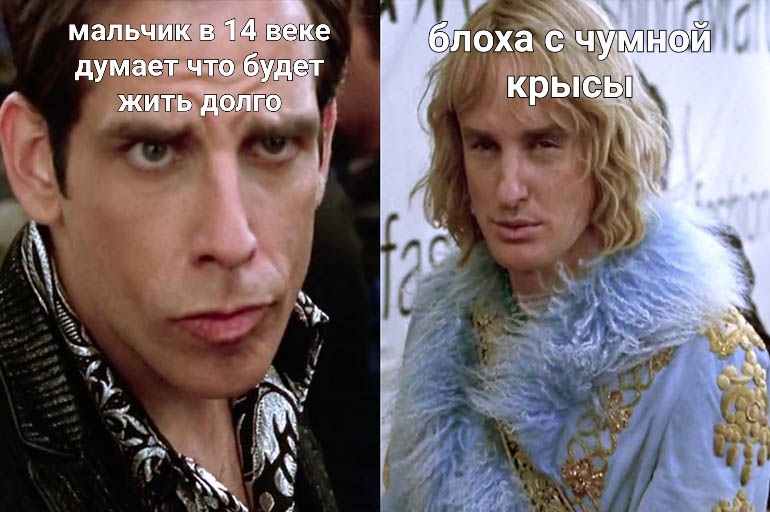 мальчик в 14 веке
думает что будет
жить долго
блоха с чумной
крысы